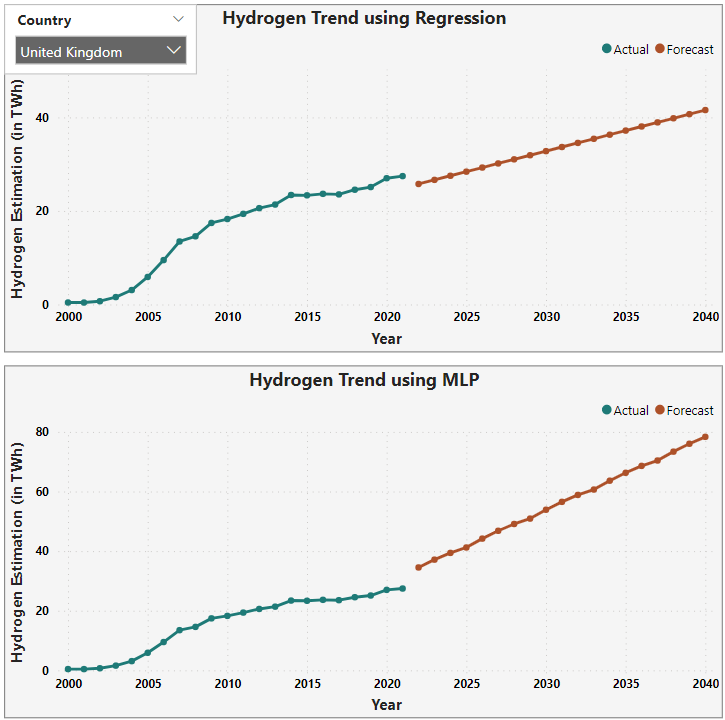 Country
United Kingdom
Hydrogen Trend using Regression
Actual Forecast
Hydrogen Estimation (in TWh)
40
20
0
2000 2005 2010 2015 2020 2025 2030 2035 2040
Year
Hydrogen Trend using MLP
Actual Forecast
Hydrogen Estimation (in TWh)
80
60
40
20
0
2000 2005 2010 2015 2020 2025 2030 2035 2040
Year